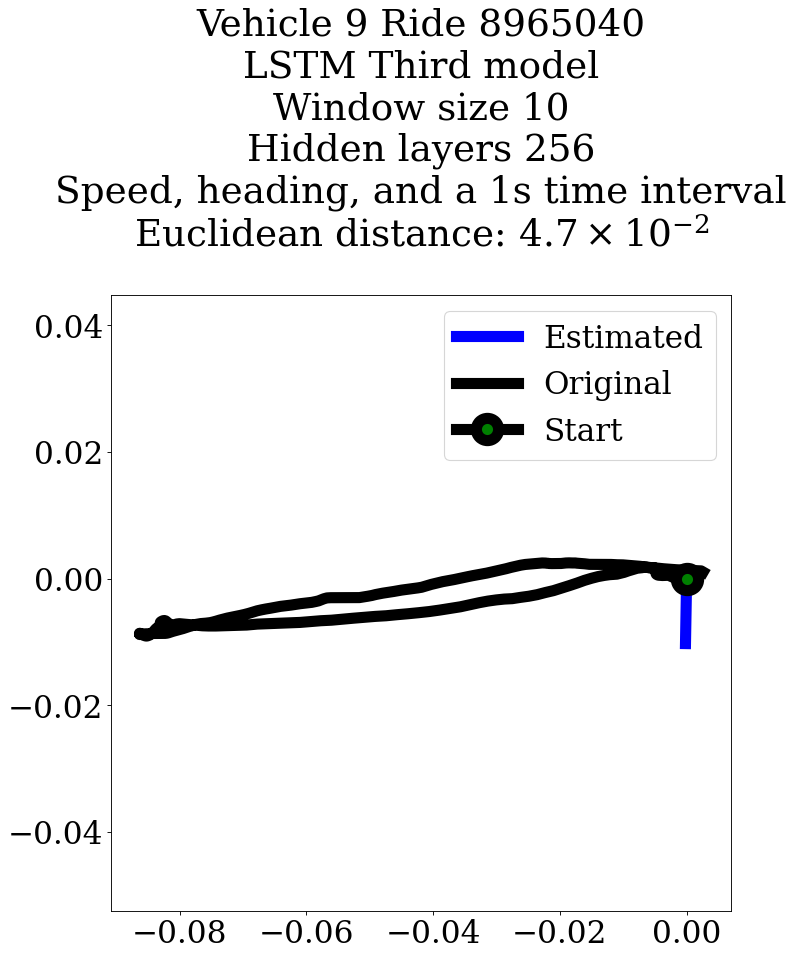 Vehicle 9 Ride 8965040
LSTM Third model
Window size 10
Hidden layers 256
Speed, heading, and a 1s time interval
Euclidean distance: 4.7 × 10⁻²
Estimated
Original
Start
0.04
0.02
0.00
−0.02
−0.04
−0.08 −0.06 −0.04 −0.02 0.00